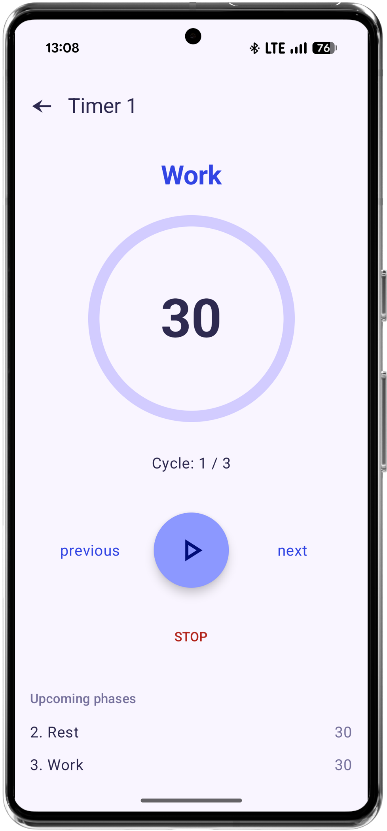 13:08 LTE 76
Timer 1
Work
30
Cycle: 1 / 3
previous next
STOP
Upcoming phases
2. Rest 30
3. Work 30